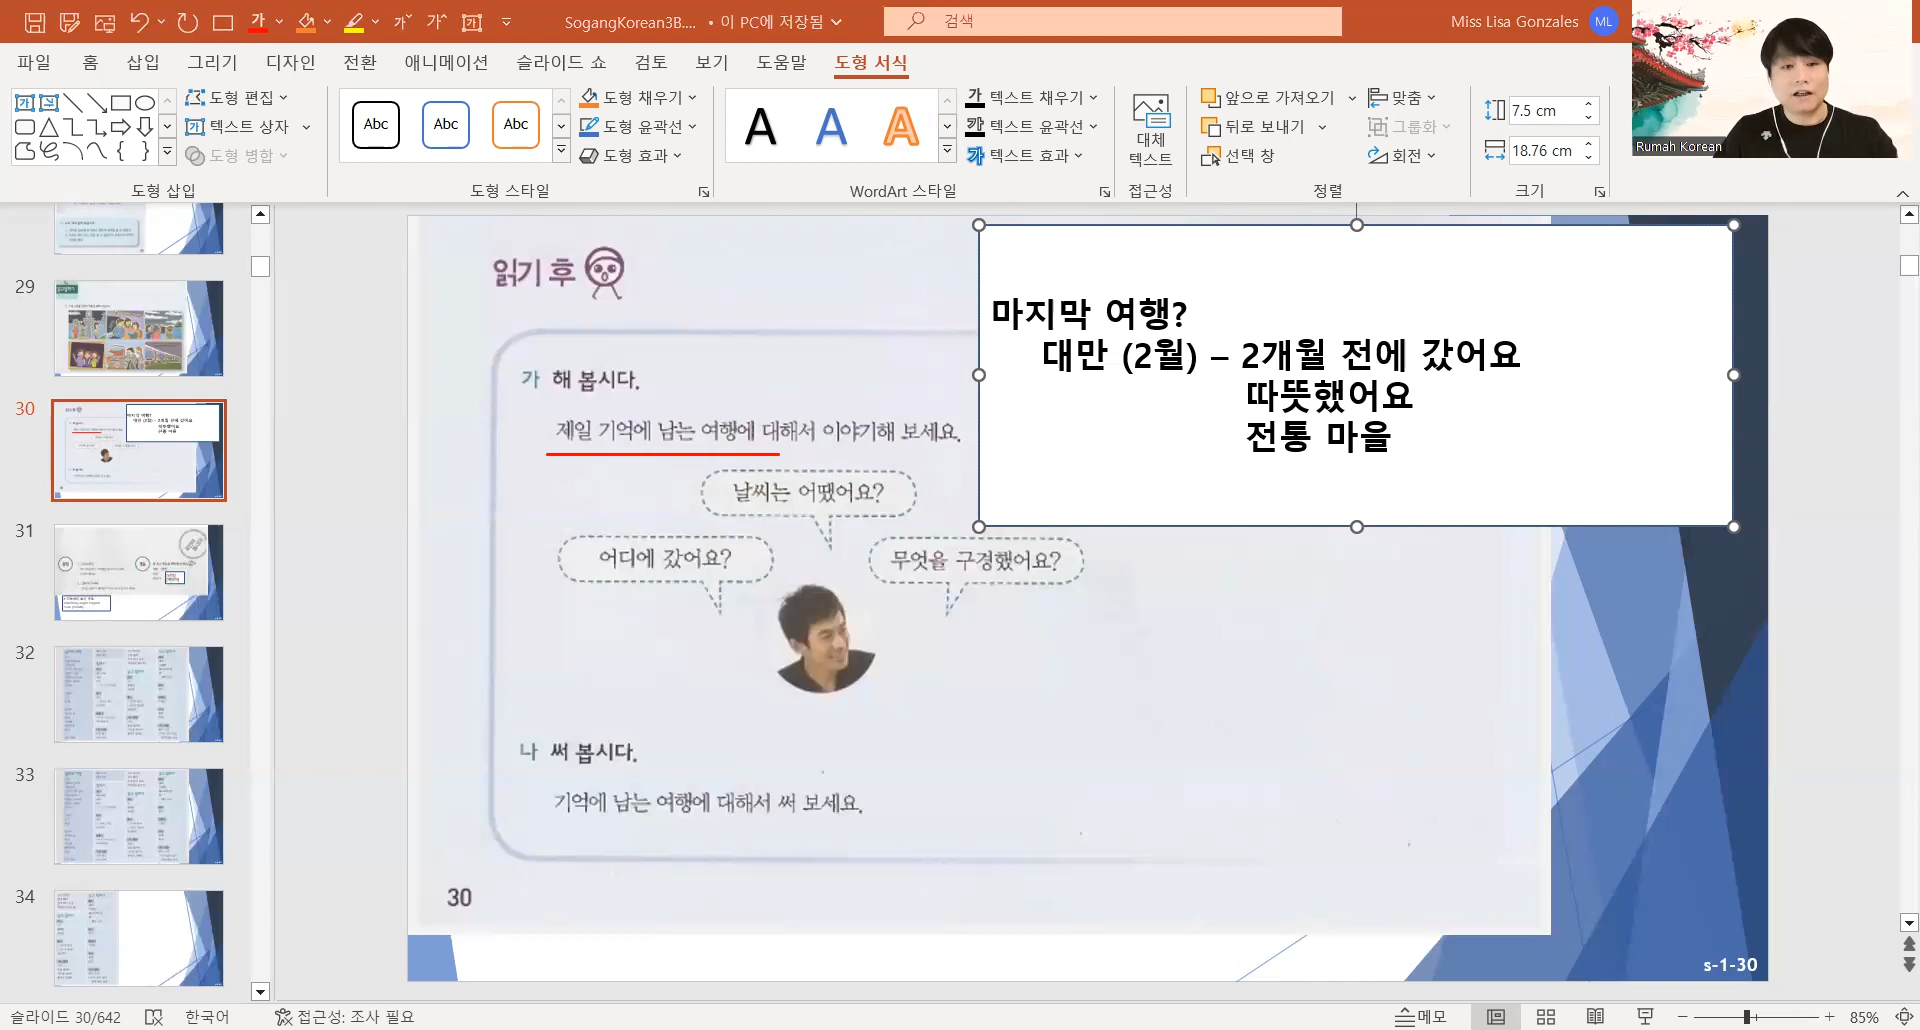 SogangKorean3B.... • 이 PC에 저장됨
검색
Miss Lisa Gonzales
ML
파일 홈 삽입 그리기 디자인 전환 애니메이션 슬라이드 쇼 검토 보기 도움말 도형 서식
도형 편집
텍스트 상자
도형 병합
도형 삽입
Abc Abc Abc
도형 채우기
도형 윤곽선
도형 효과
도형 스타일
A A A
텍스트 채우기
텍스트 윤곽선
텍스트 효과
WordArt 스타일
대체
텍스트
접근성
앞으로 가져오기
뒤로 보내기
선택 창
맞춤
그룹화
회전
정렬
7.5 cm
18.76 cm
크기
Rumah Korean
29
30
31
32
33
34
읽기 후
마지막 여행?
대만 (2월) – 2개월 전에 갔어요
따뜻했어요
전통 마을
가 해 봅시다.
제일 기억에 남는 여행에 대해서 이야기해 보세요.
날씨는 어땠어요?
어디에 갔어요?
무엇을 구경했어요?
나 써 봅시다.
기억에 남는 여행에 대해서 써 보세요.
30
s-1-30
슬라이드 30/642
한국어
접근성: 조사 필요
메모
85%